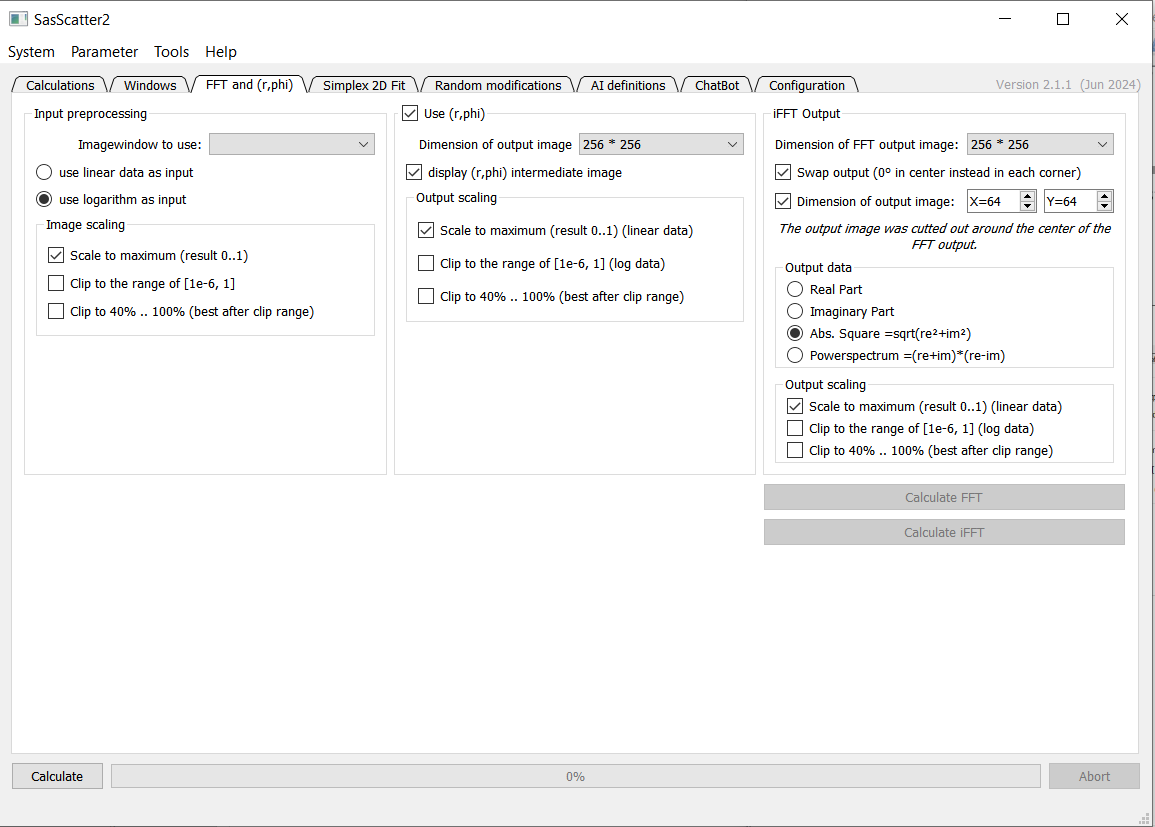 SasScatter2
System Parameter Tools Help
Calculations Windows FFT and (r,phi) Simplex 2D Fit Random modifications AI definitions ChatBot Configuration Version 2.1.1 (Jun 2024)
Input preprocessing
Imagewindow to use:
use linear data as input
use logarithm as input
Image scaling
Scale to maximum (result 0..1)
Clip to the range of [1e-6, 1]
Clip to 40% .. 100% (best after clip range)
Use (r,phi)
Dimension of output image 256 * 256
display (r,phi) intermediate image
Output scaling
Scale to maximum (result 0..1) (linear data)
Clip to the range of [1e-6, 1] (log data)
Clip to 40% .. 100% (best after clip range)
iFFT Output
Dimension of FFT output image: 256 * 256
Swap output (0° in center instead in each corner)
Dimension of output image: X=64 Y=64
The output image was cutted out around the center of the
FFT output.
Output data
Real Part
Imaginary Part
Abs. Square =sqrt(re²+im²)
Powerspectrum =(re+im)*(re-im)
Output scaling
Scale to maximum (result 0..1) (linear data)
Clip to the range of [1e-6, 1] (log data)
Clip to 40% .. 100% (best after clip range)
Calculate FFT
Calculate iFFT
Calculate 0% Abort